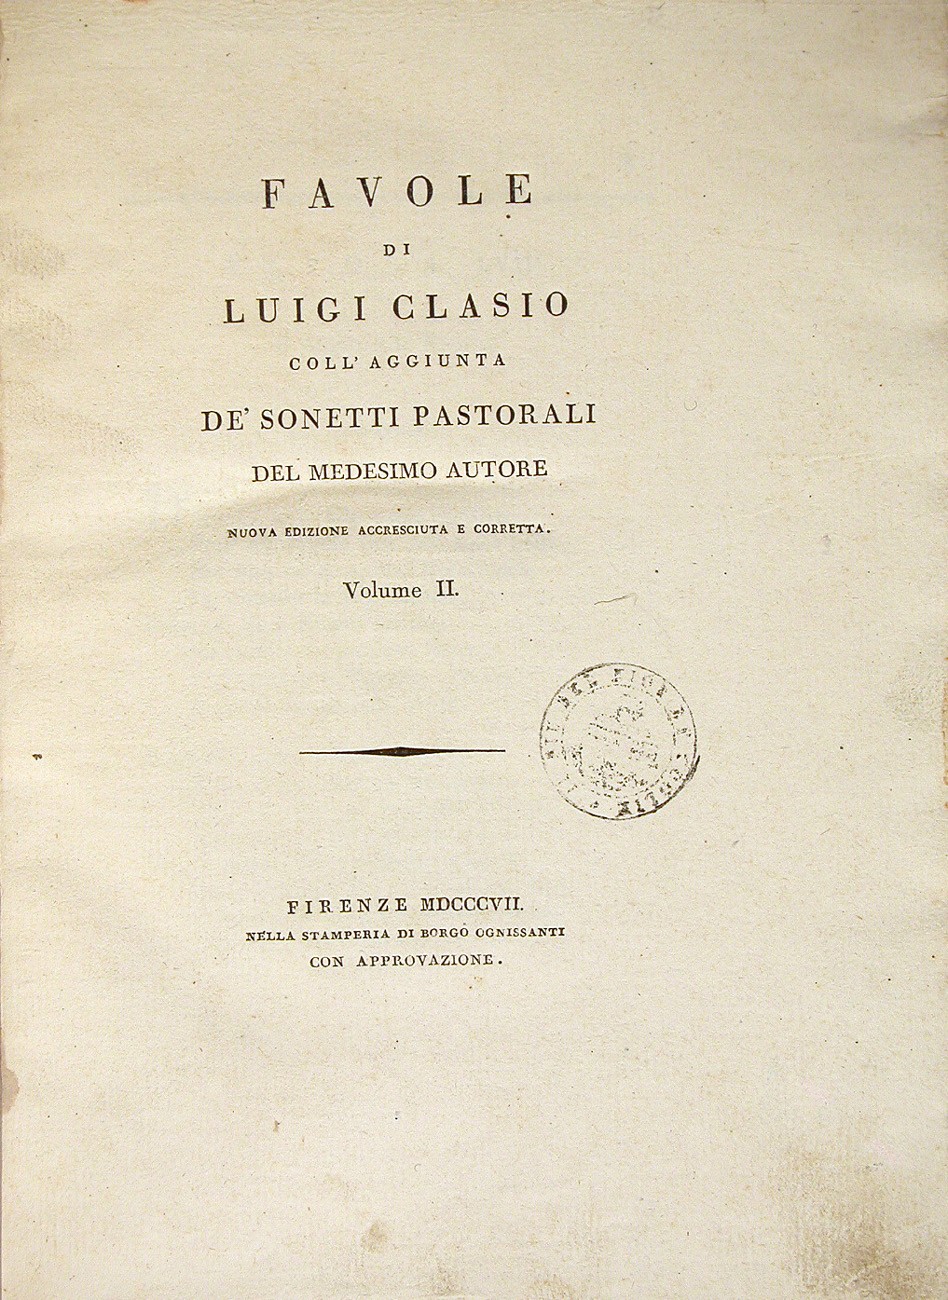 FAVOLE
DI
LUIGI CLASIO
COLL' AGGIUNTA
DE' SONETTI PASTORALI
DEL MEDESIMO AUTORE
NUOVA EDIZIONE ACCRESCIUTA E CORRETTA.
Volume II.
FIRENZE MDCCCVII.
NELLA STAMPERIA DI BORGO OGNISSANTI
CON APPROVAZIONE.